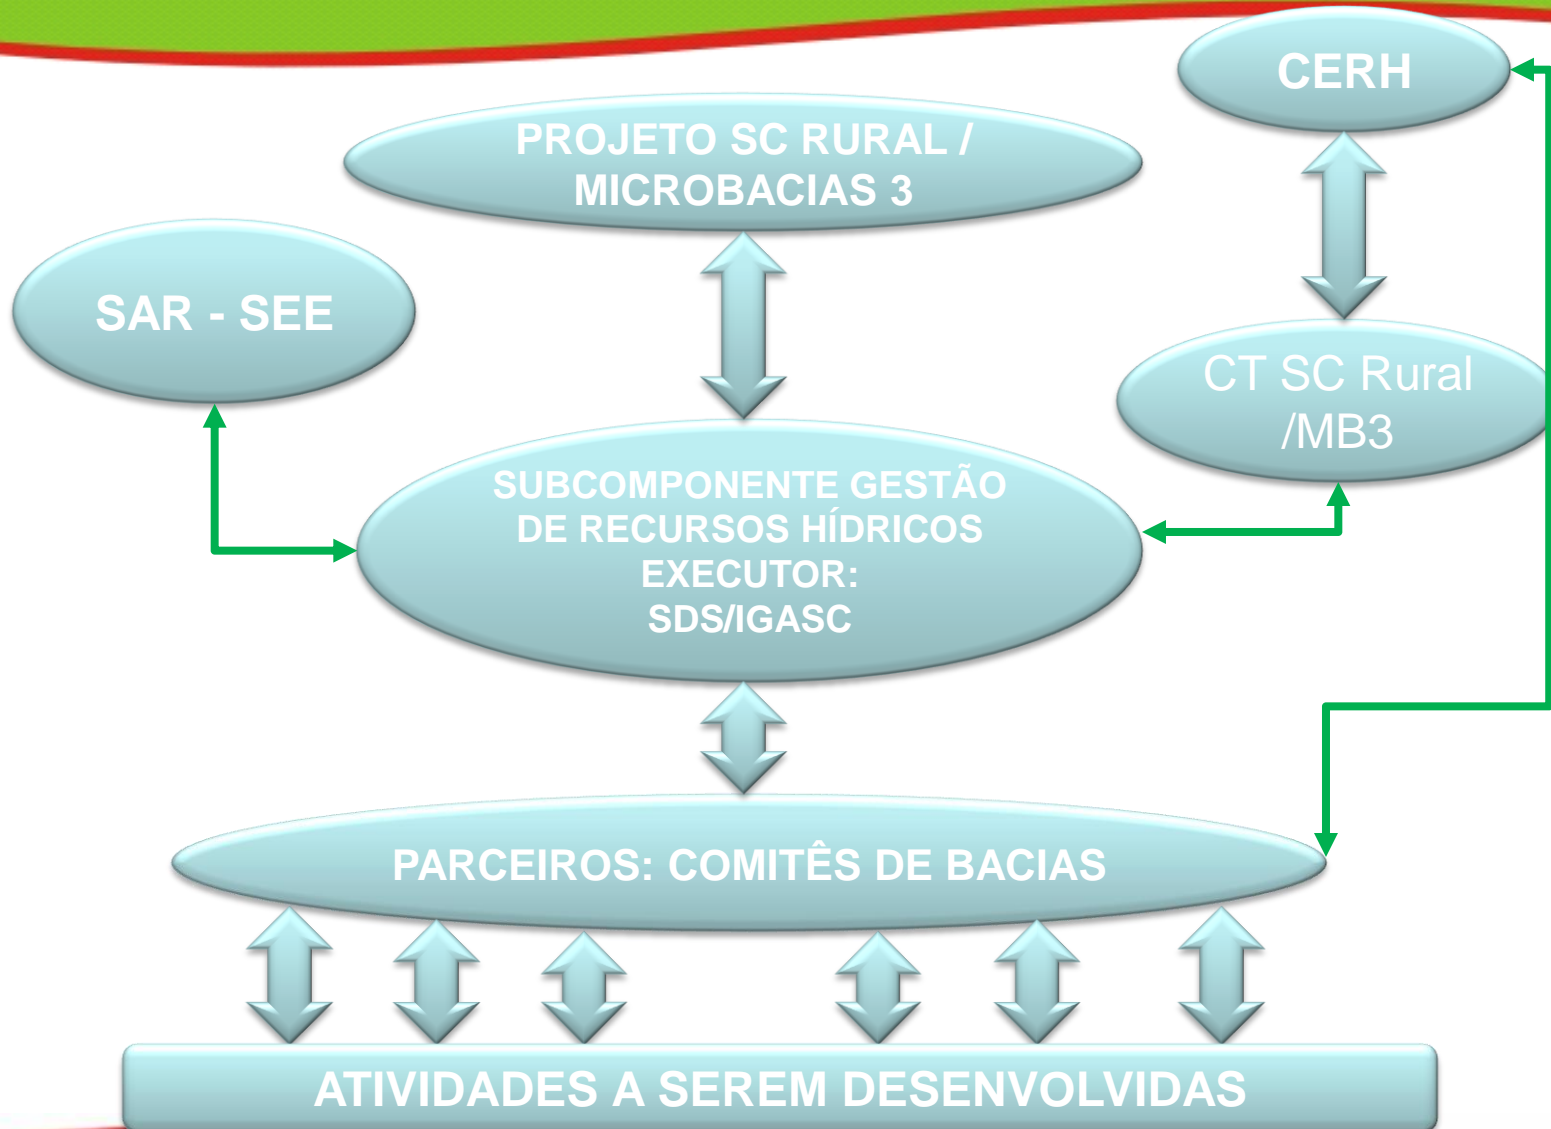 CERH
PROJETO SC RURAL /
MICROBACIAS 3
SAR - SEE
CT SC Rural
/MB3
SUBCOMPONENTE GESTÃO
DE RECURSOS HÍDRICOS
EXECUTOR:
SDS/IGASC
PARCEIROS: COMITÊS DE BACIAS
ATIVIDADES A SEREM DESENVOLVIDAS